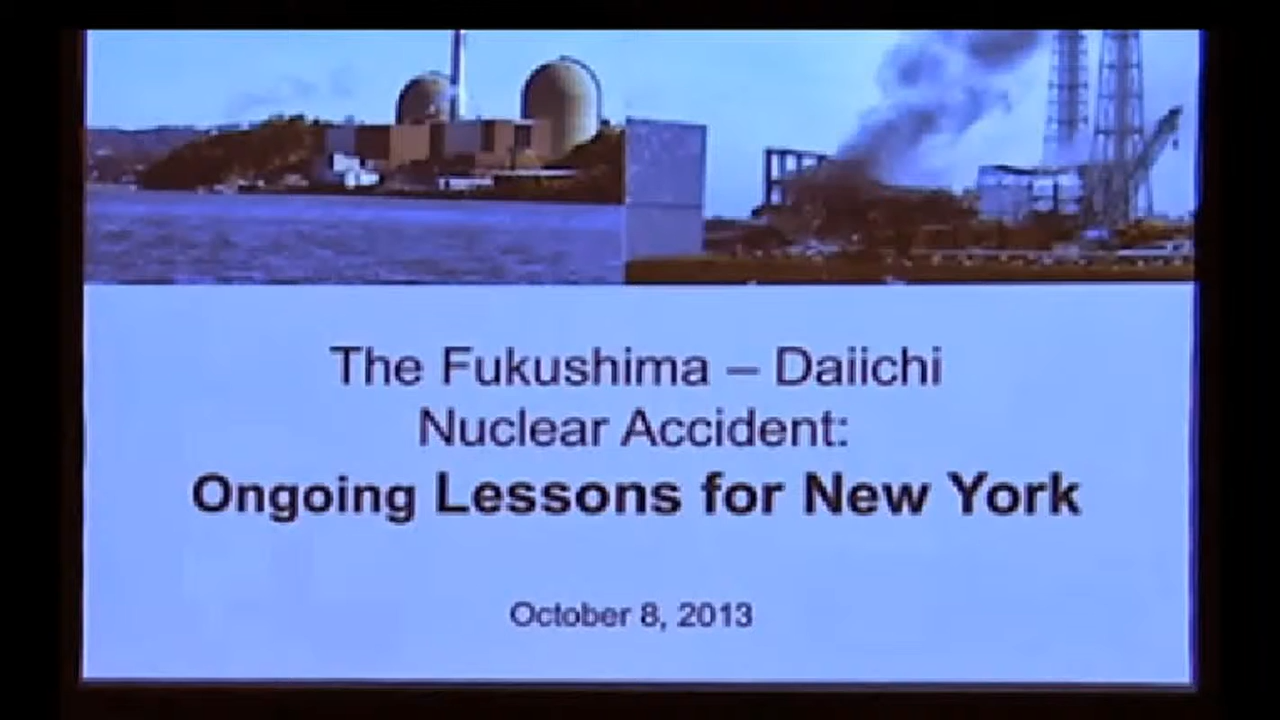 The Fukushima – Daiichi
Nuclear Accident:
Ongoing Lessons for New York
October 8, 2013